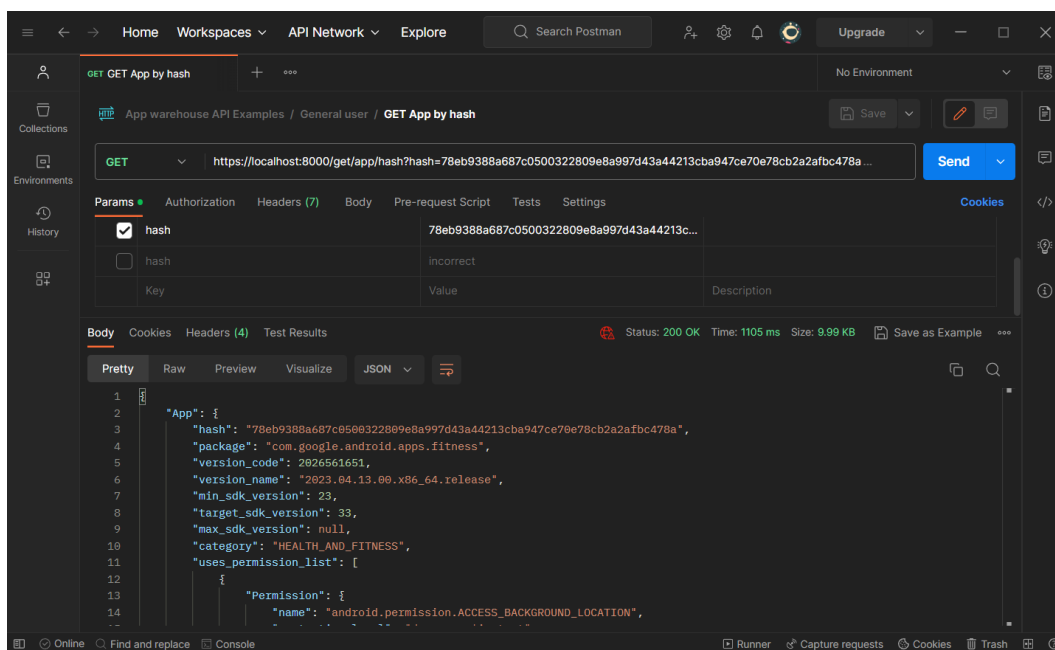 Home Workspaces API Network Explore Search Postman Upgrade
GET GET App by hash No Environment
HTTP App warehouse API Examples / General user / GET App by hash Save
Collections
GET https://localhost:8000/get/app/hash?hash=78eb9388a687c0500322809e8a997d43a44213cba947ce70e78cb2a2afbc478a ... Send
Environments
Params Authorization Headers (7) Body Pre-request Script Tests Settings Cookies
History
hash 78eb9388a687c0500322809e8a997d43a44213c...
hash incorrect
Key Value Description
Body Cookies Headers (4) Test Results Status: 200 OK Time: 1105 ms Size: 9.99 KB Save as Example
Pretty Raw Preview Visualize JSON
1 {
2 "App": {
3 "hash": "78eb9388a687c0500322809e8a997d43a44213cba947ce70e78cb2a2afbc478a",
4 "package": "com.google.android.apps.fitness",
5 "version_code": 2026561651,
6 "version_name": "2023.04.13.00.x86_64.release",
7 "min_sdk_version": 23,
8 "target_sdk_version": 33,
9 "max_sdk_version": null,
10 "category": "HEALTH_AND_FITNESS",
11 "uses_permission_list": [
12 {
13 "Permission": {
14 "name": "android.permission.ACCESS_BACKGROUND_LOCATION",
Online Find and replace Console Runner Capture requests Cookies Trash